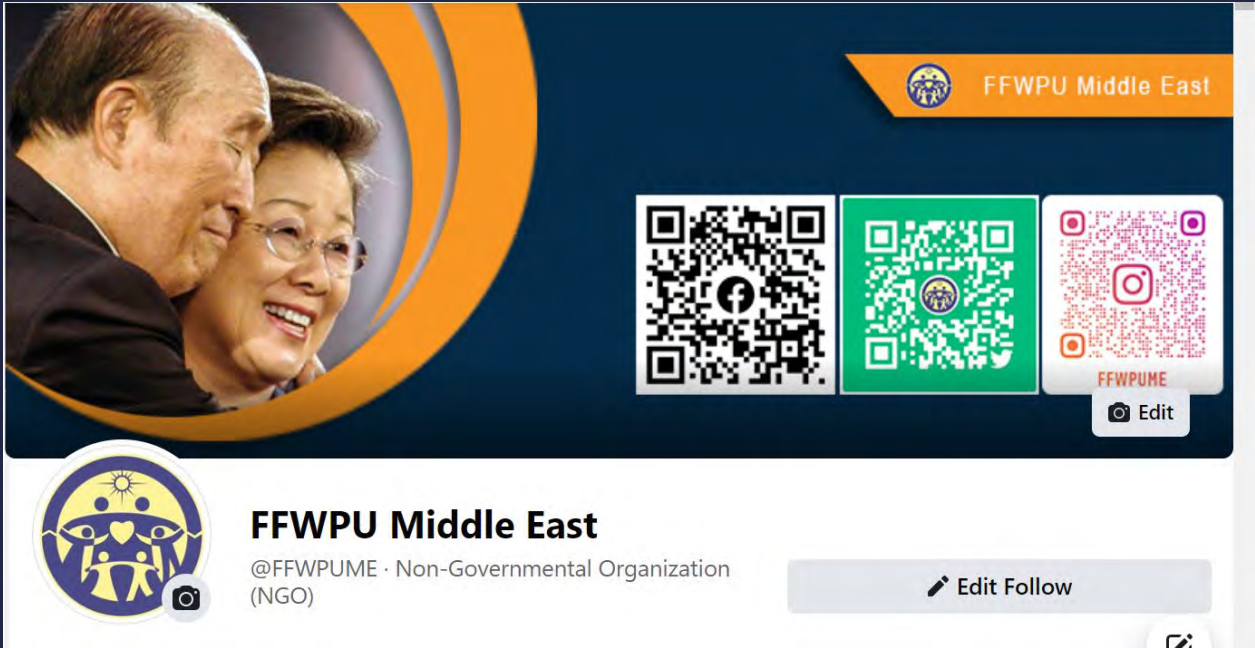 FFWPU Middle East
FFWPUME
Edit
FFWPU Middle East
@FFWPUME · Non-Governmental Organization
(NGO)
Edit Follow